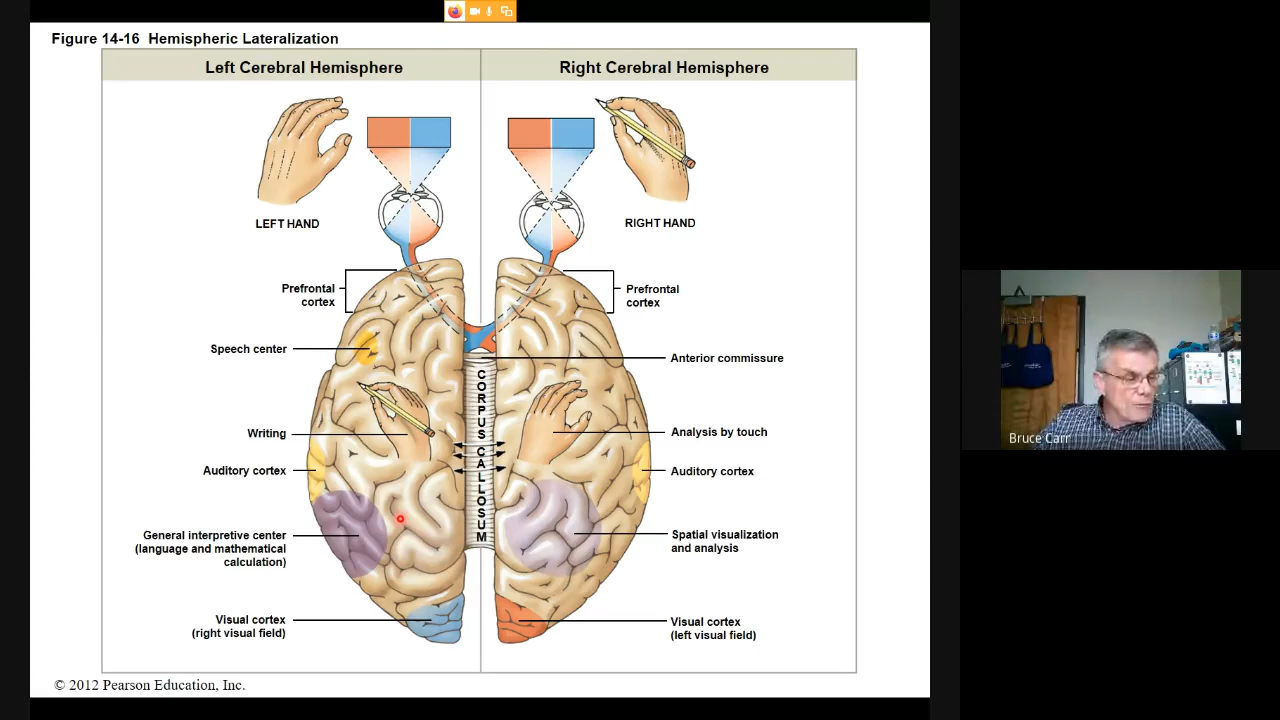 Figure 14-16 Hemispheric Lateralization
Left Cerebral Hemisphere
Right Cerebral Hemisphere
LEFT HAND
RIGHT HAND
Prefrontal
cortex
Prefrontal
cortex
Speech center
Anterior commissure
CORPUS CALLOSUM
Writing
Analysis by touch
Auditory cortex
Auditory cortex
General interpretive center
(language and mathematical
calculation)
Spatial visualization
and analysis
Visual cortex
(right visual field)
Visual cortex
(left visual field)
© 2012 Pearson Education, Inc.
Bruce Carr